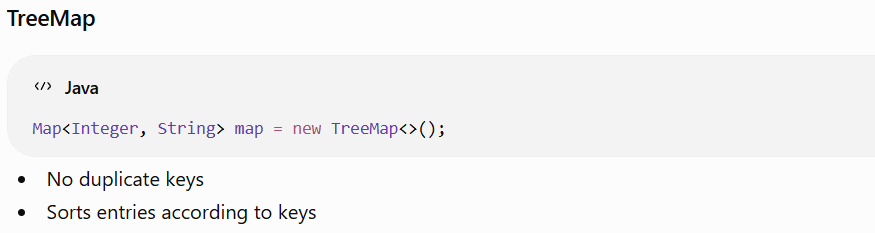 TreeMap
</> Java
Map<Integer, String> map = new TreeMap<>();
• No duplicate keys
• Sorts entries according to keys